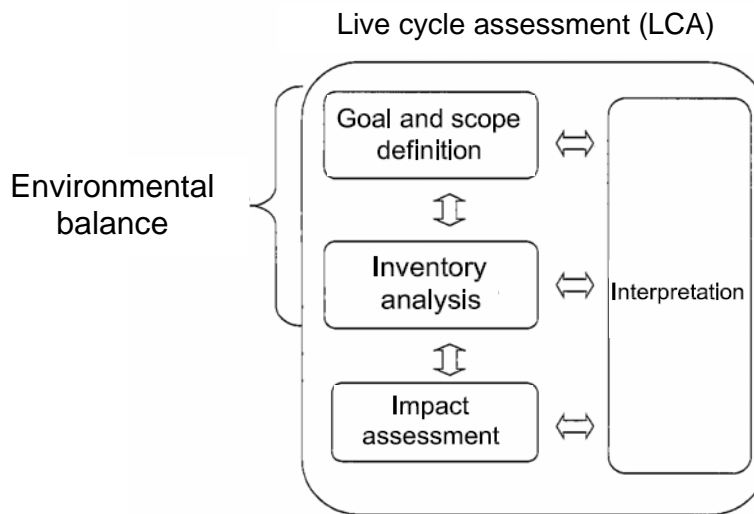 Live cycle assessment (LCA)
Goal and scope
definition
Environmental
balance
Inventory
analysis
Interpretation
Impact
assessment